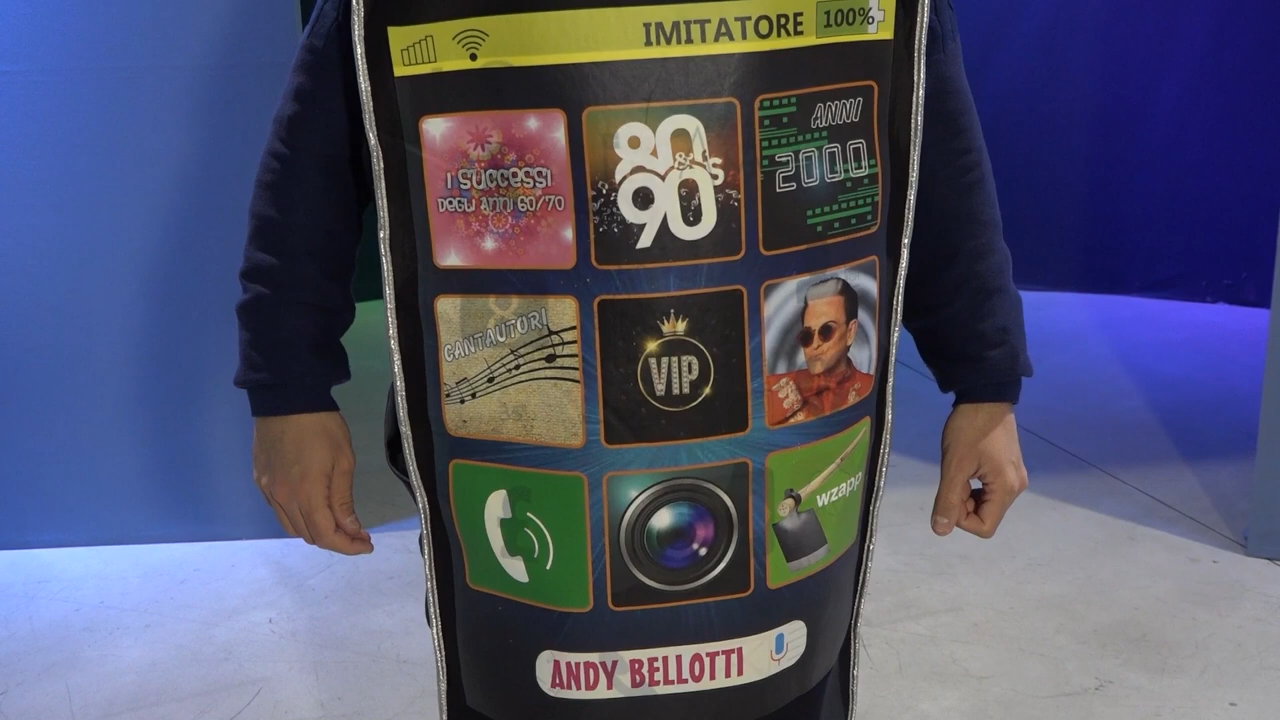 IMITATORE 100%
I SUCCESSI
DEGLI ANNI 60/70
80
&'s
90
ANNI
2000
CANTAUTORI
VIP
wzapp
ANDY BELLOTTI